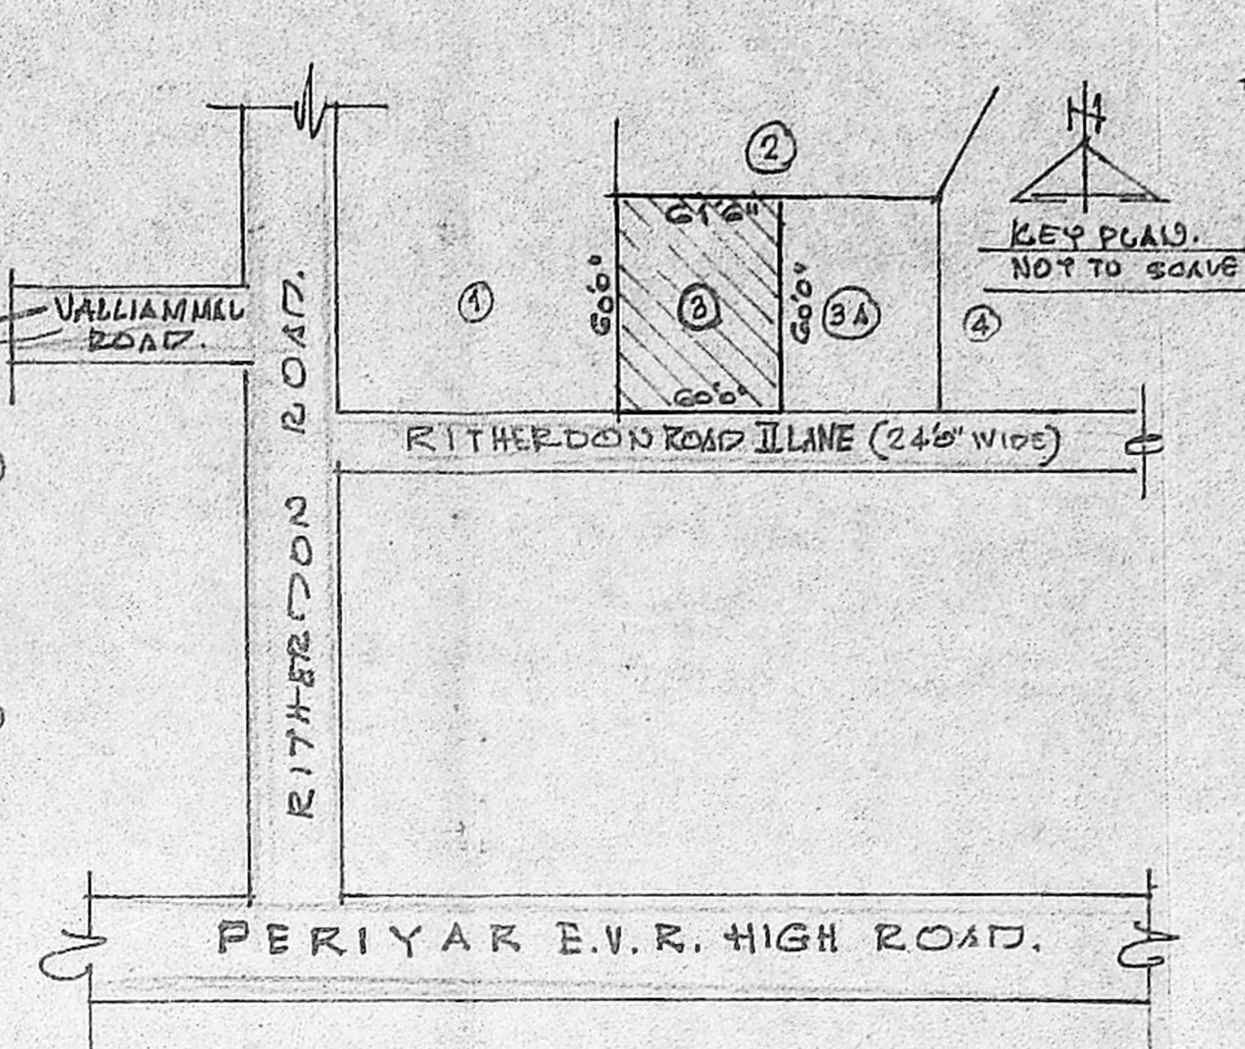 N
2
KEY PLAN.
NOT TO SCALE
61'6"
60'0"
60'0"
1
3
3A
4
VALLIAMMAL
ROAD.
60'0"
RITHERDON ROAD II LANE (24'0" WIDE)
RITHERDON ROAD.
PERIYAR E.V.R. HIGH ROAD.